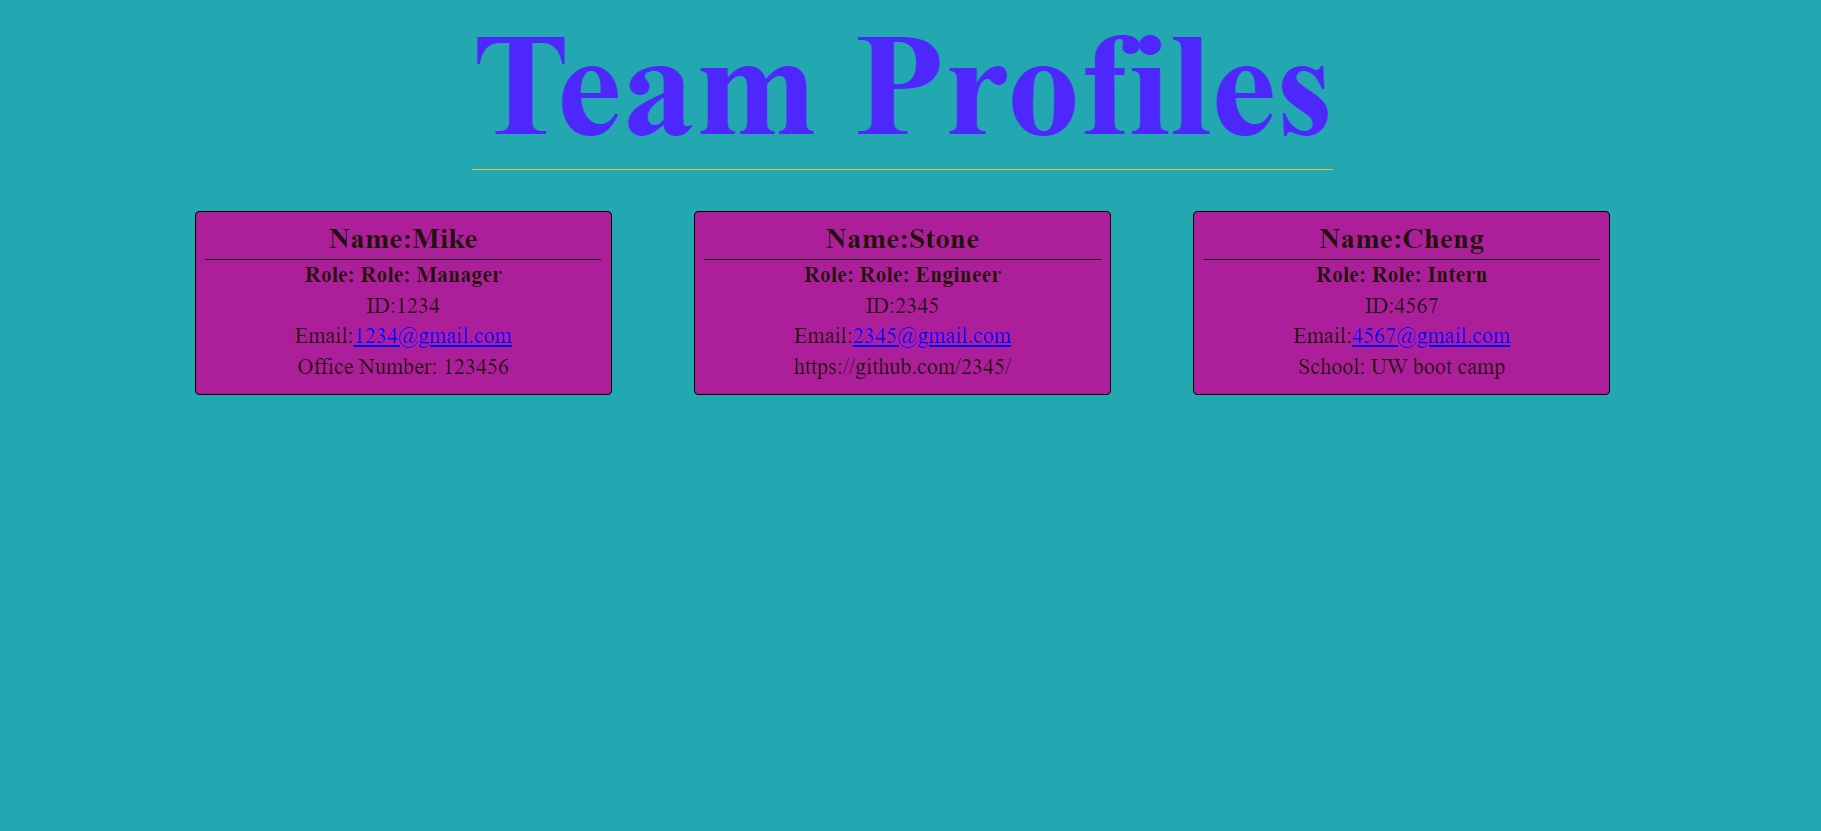 Team Profiles
Name:Mike
Role: Role: Manager
ID:1234
Email:1234@gmail.com
Office Number: 123456
Name:Stone
Role: Role: Engineer
ID:2345
Email:2345@gmail.com
https://github.com/2345/
Name:Cheng
Role: Role: Intern
ID:4567
Email:4567@gmail.com
School: UW boot camp